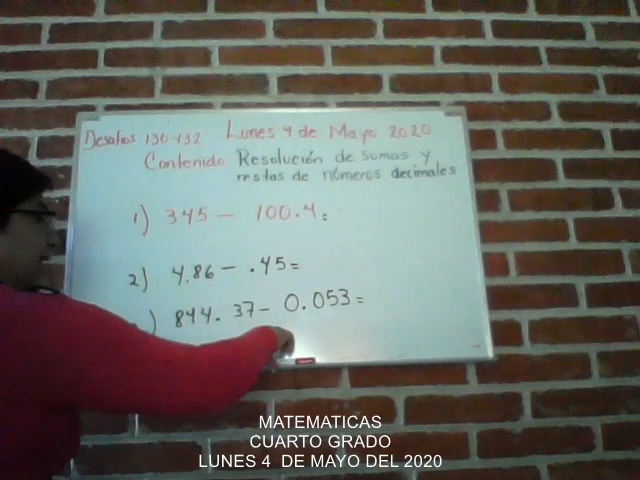 Desafios 130-132 Lunes 4 de Mayo 2020
Contenido: Resolución de sumas y
restas de números decimales
1) 345 - 100.4 =
2) 4.86 - .45=
) 844.37- 0.053=
MATEMATICAS
CUARTO GRADO
LUNES 4 DE MAYO DEL 2020